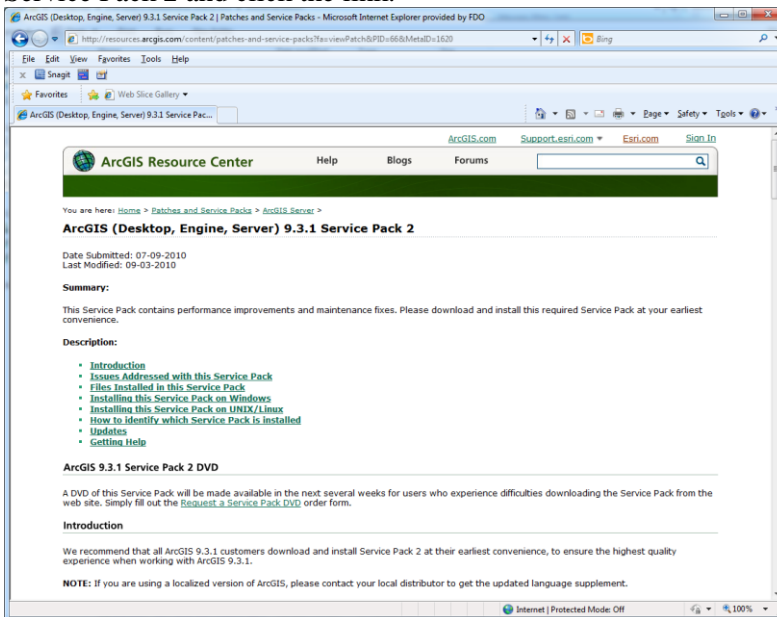 Service Pack 2 and click the link.
ArcGIS (Desktop, Engine, Server) 9.3.1 Service Pack 2 | Patches and Service Packs - Microsoft Internet Explorer provided by FDO
http://resources.arcgis.com/content/patches-and-service-packs?fa=viewPatch&PID=66&MetaID=1620
Bing
File Edit View Favorites Tools Help
x Snagit
Favorites Web Slice Gallery
ArcGIS (Desktop, Engine, Server) 9.3.1 Service Pac...
Page Safety Tools
ArcGIS.com Support.esri.com Esri.com Sign In
ArcGIS Resource Center Help Blogs Forums
You are here: Home > Patches and Service Packs > ArcGIS Server >
ArcGIS (Desktop, Engine, Server) 9.3.1 Service Pack 2
Date Submitted: 07-09-2010
Last Modified: 09-03-2010
Summary:
This Service Pack contains performance improvements and maintenance fixes. Please download and install this required Service Pack at your earliest
convenience.
Description:
Introduction
Issues Addressed with this Service Pack
Files Installed in this Service Pack
Installing this Service Pack on Windows
Installing this Service Pack on UNIX/Linux
How to identify which Service Pack is installed
Updates
Getting Help
ArcGIS 9.3.1 Service Pack 2 DVD
A DVD of this Service Pack will be made available in the next several weeks for users who experience difficulties downloading the Service Pack from the
web site. Simply fill out the Request a Service Pack DVD order form.
Introduction
We recommend that all ArcGIS 9.3.1 customers download and install Service Pack 2 at their earliest convenience, to ensure the highest quality
experience when working with ArcGIS 9.3.1.
NOTE: If you are using a localized version of ArcGIS, please contact your local distributor to get the updated language supplement.
Internet | Protected Mode: Off 100%